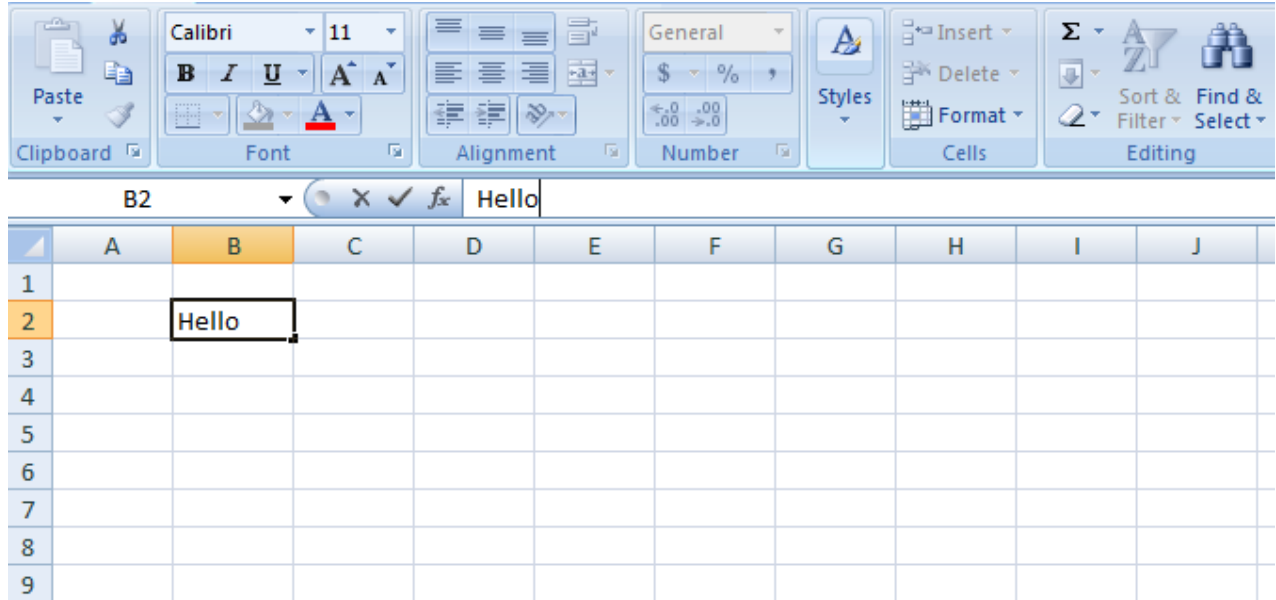 Calibri 11 General Insert
B I U A A $ % , Delete
Paste Styles Sort & Find &
A .0 .00 .00 .0 Format Filter Select
Clipboard Font Alignment Number Cells Editing
B2 fx Hello
A B C D E F G H I J
1
2 Hello
3
4
5
6
7
8
9